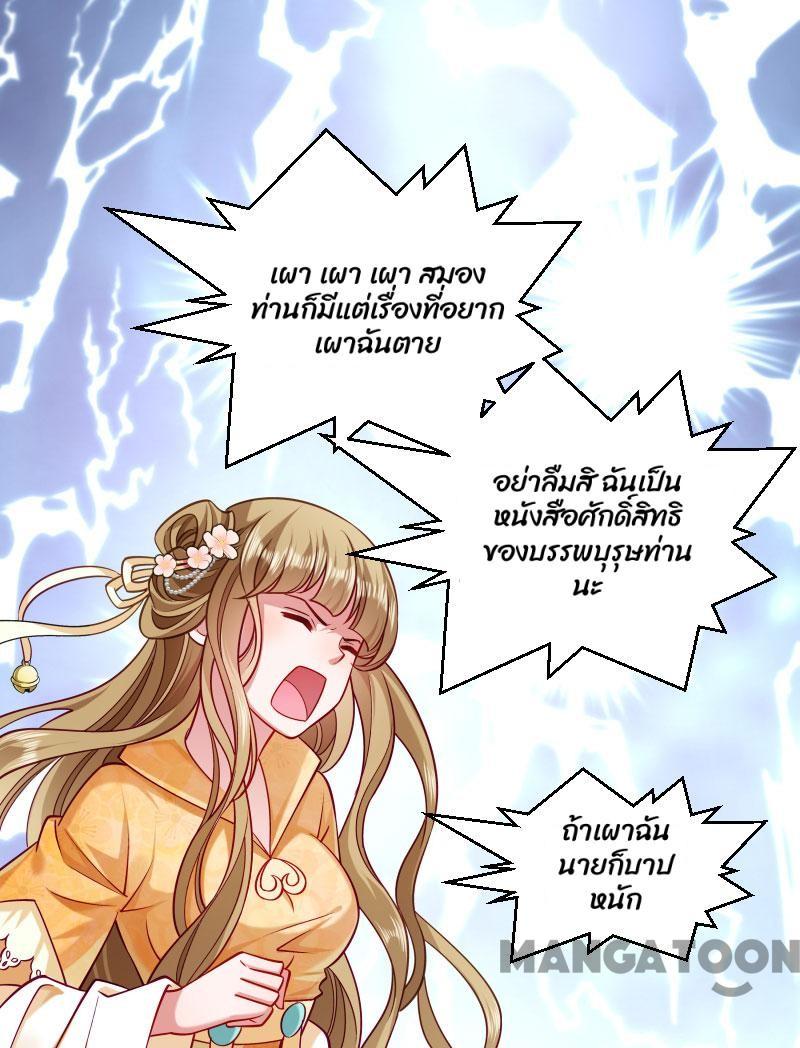 เผา เผา เผา สมอง
ท่านก็มีแต่เรื่องที่อยาก
เผาฉันตาย
อย่าลืมสิ ฉันเป็น
หนังสือศักดิ์สิทธิ
ของบรรพบุรุษท่าน
นะ
ถ้าเผาฉัน
นายก็บาป
หนัก
MANGATOON